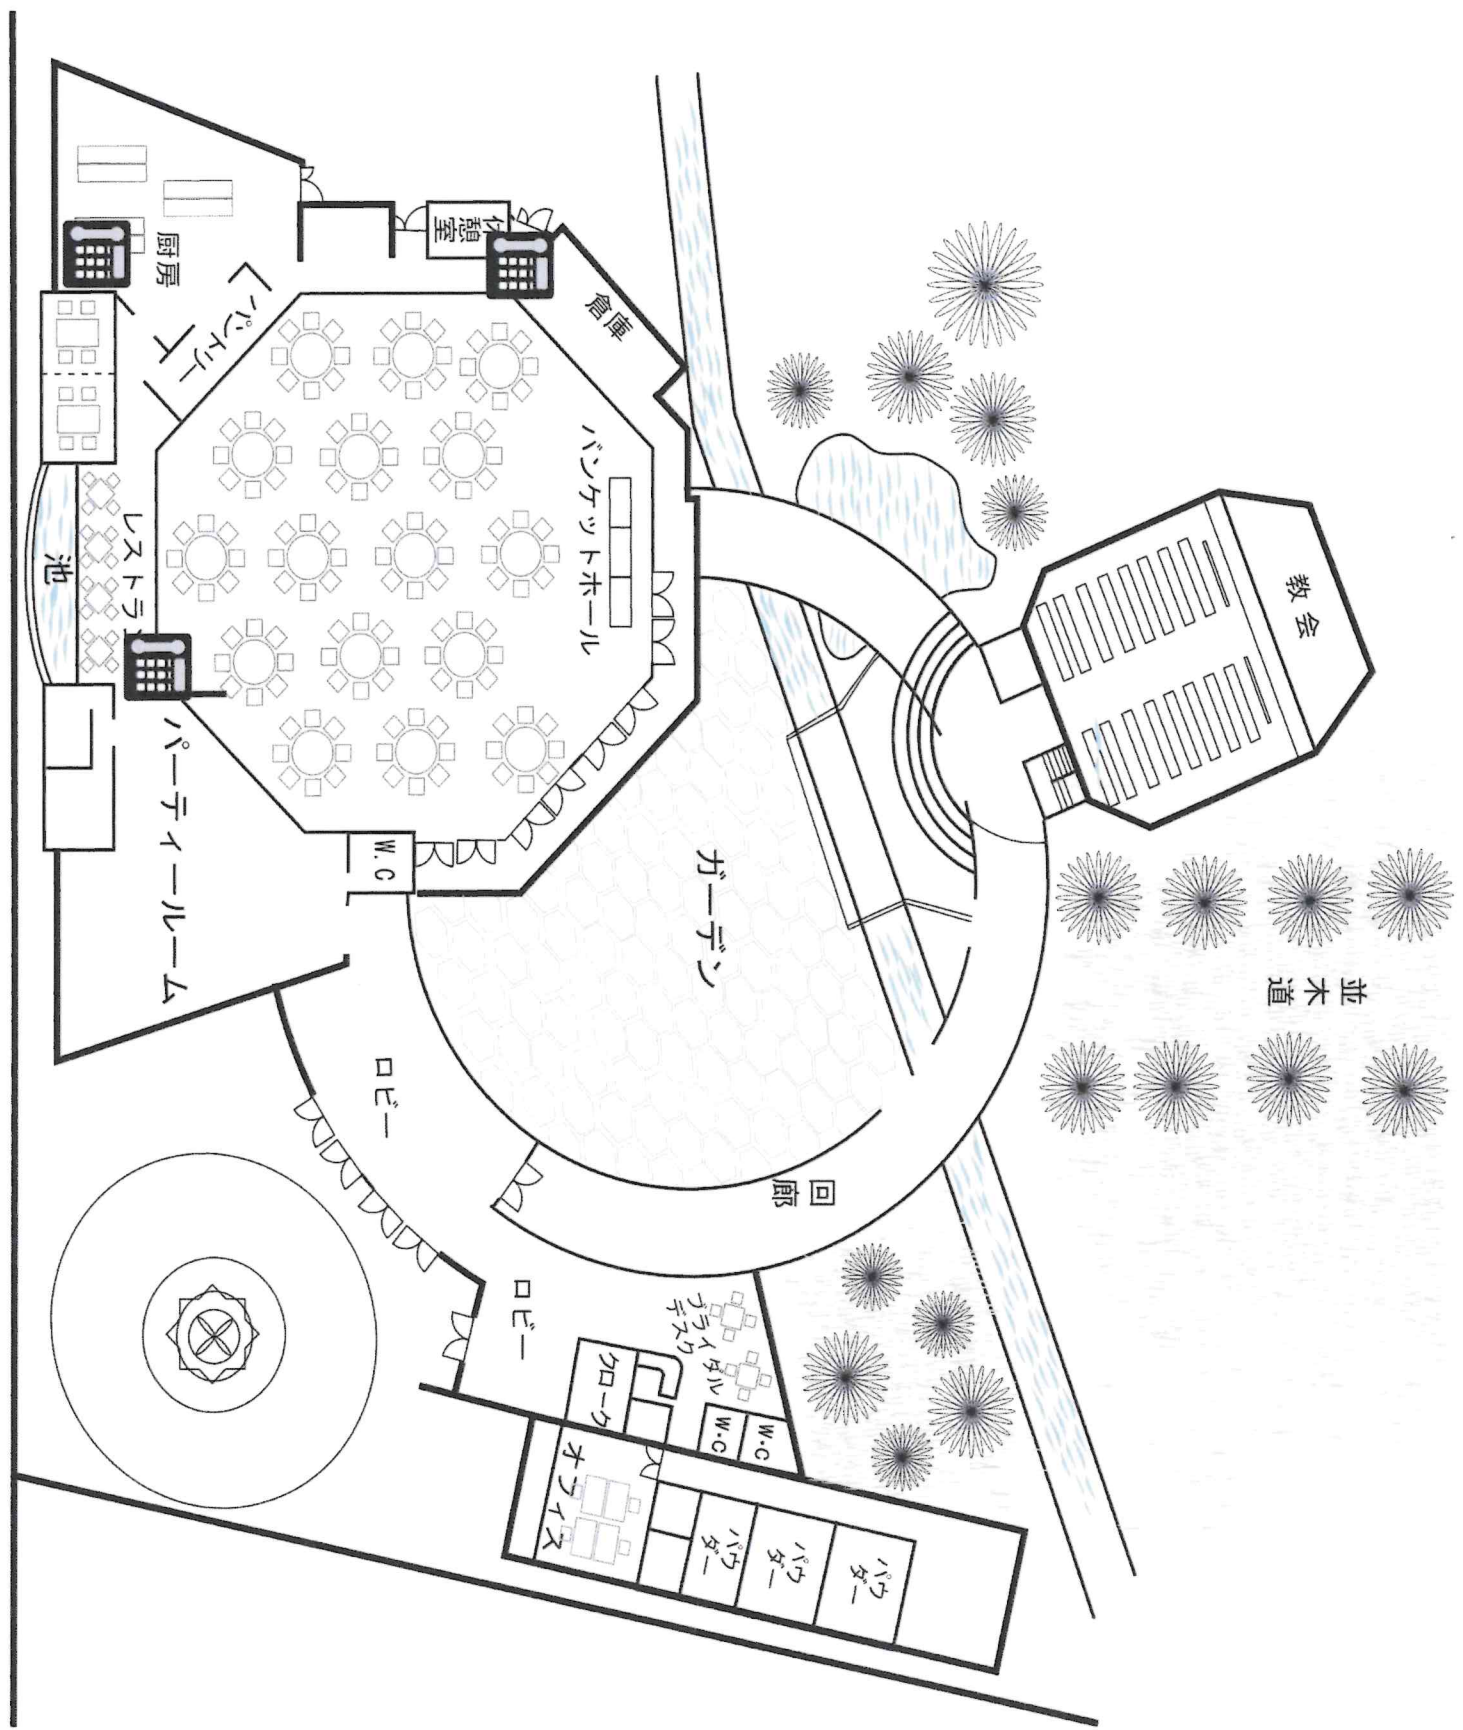 教会
並木道
休憩室
倉庫
厨房
パントリー
バンケットホール
レストラ
池
W.C
パーティールーム
ガーデン
ロビー
回廊
ロビー
ブライダル
デスク
クローク
W・C
W・C
オフィス
パウダー
パウダー
パウダー